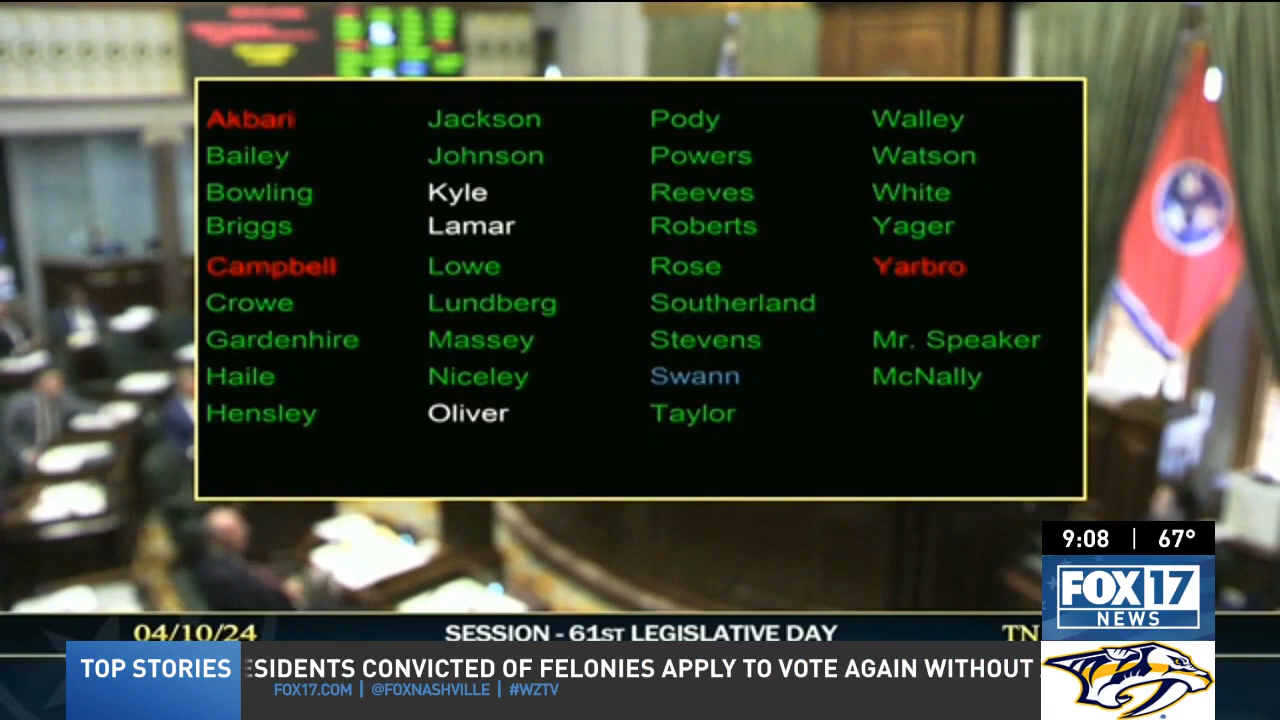 Akbari Jackson Pody Walley
Bailey Johnson Powers Watson
Bowling Kyle Reeves White
Briggs Lamar Roberts Yager
Campbell Lowe Rose Yarbro
Crowe Lundberg Southerland
Gardenhire Massey Stevens Mr. Speaker
Haile Niceley Swann McNally
Hensley Oliver Taylor
9:08 | 67°
FOX 17
NEWS
04/10/24 SESSION - 61ST LEGISLATIVE DAY TN
TOP STORIES ESIDENTS CONVICTED OF FELONIES APPLY TO VOTE AGAIN WITHOUT
FOX17.COM | @FOXNASHVILLE | #WZTV